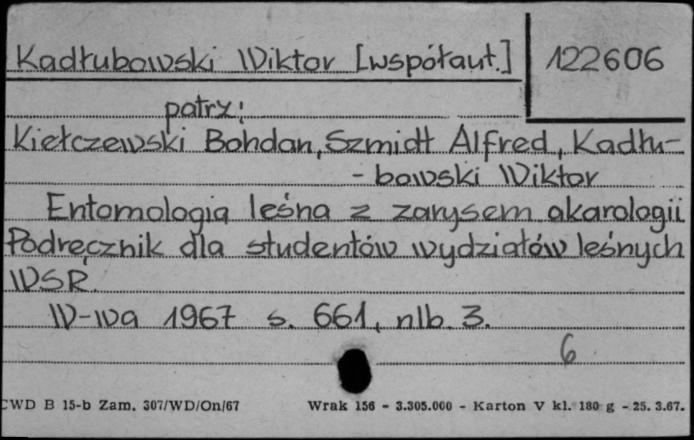 Kadłubowski Wiktor [współaut.] 122606
patrz:
Kiełczewski Bohdan, Szmidt Alfred, Kadłu-
- bowski Wiktor
Entomologia leśna z zarysem akarologii
Podręcznik dla studentów wydziałów leśnych
WSR.
W-wa 1967 s. 661, nlb. 3.
6
CWD B 15-b Zam. 307/WD/On/67 Wrak 156 - 3.305.000 - Karton V kl. 180 g - 25. 3.67.